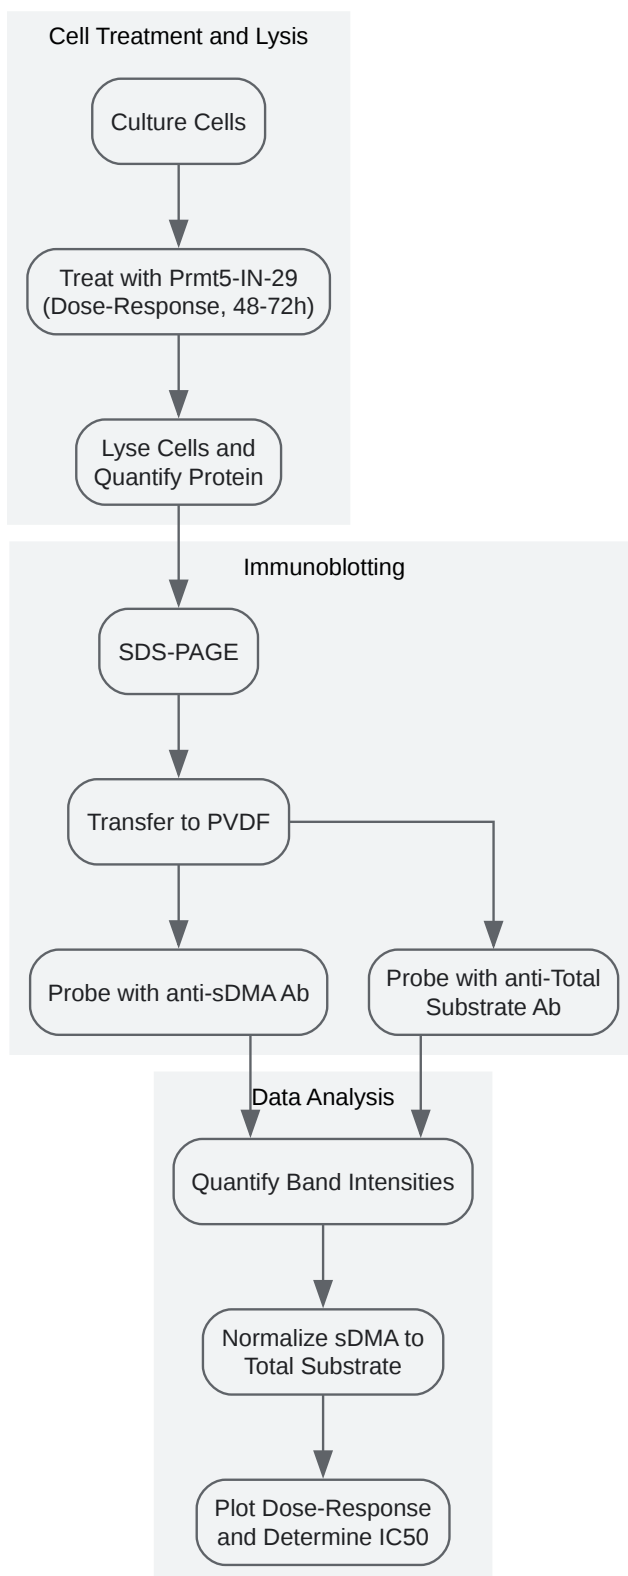 Cell Treatment and Lysis
Culture Cells
Treat with Prmt5-IN-29
(Dose-Response, 48-72h)
Lyse Cells and
Quantify Protein
Immunoblotting
SDS-PAGE
Transfer to PVDF
Probe with anti-sDMA Ab
Probe with anti-Total
Substrate Ab
Data Analysis
Quantify Band Intensities
Normalize sDMA to
Total Substrate
Plot Dose-Response
and Determine IC50